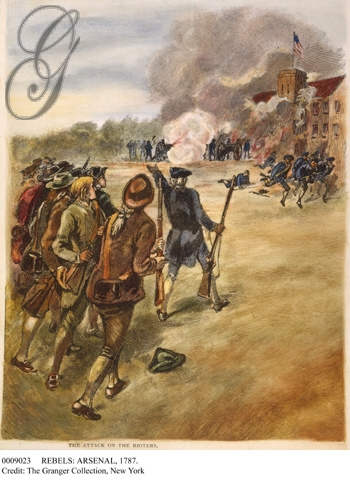 G
THE ATTACK ON THE RIOTERS.
0009023 REBELS: ARSENAL, 1787.
Credit: The Granger Collection, New York